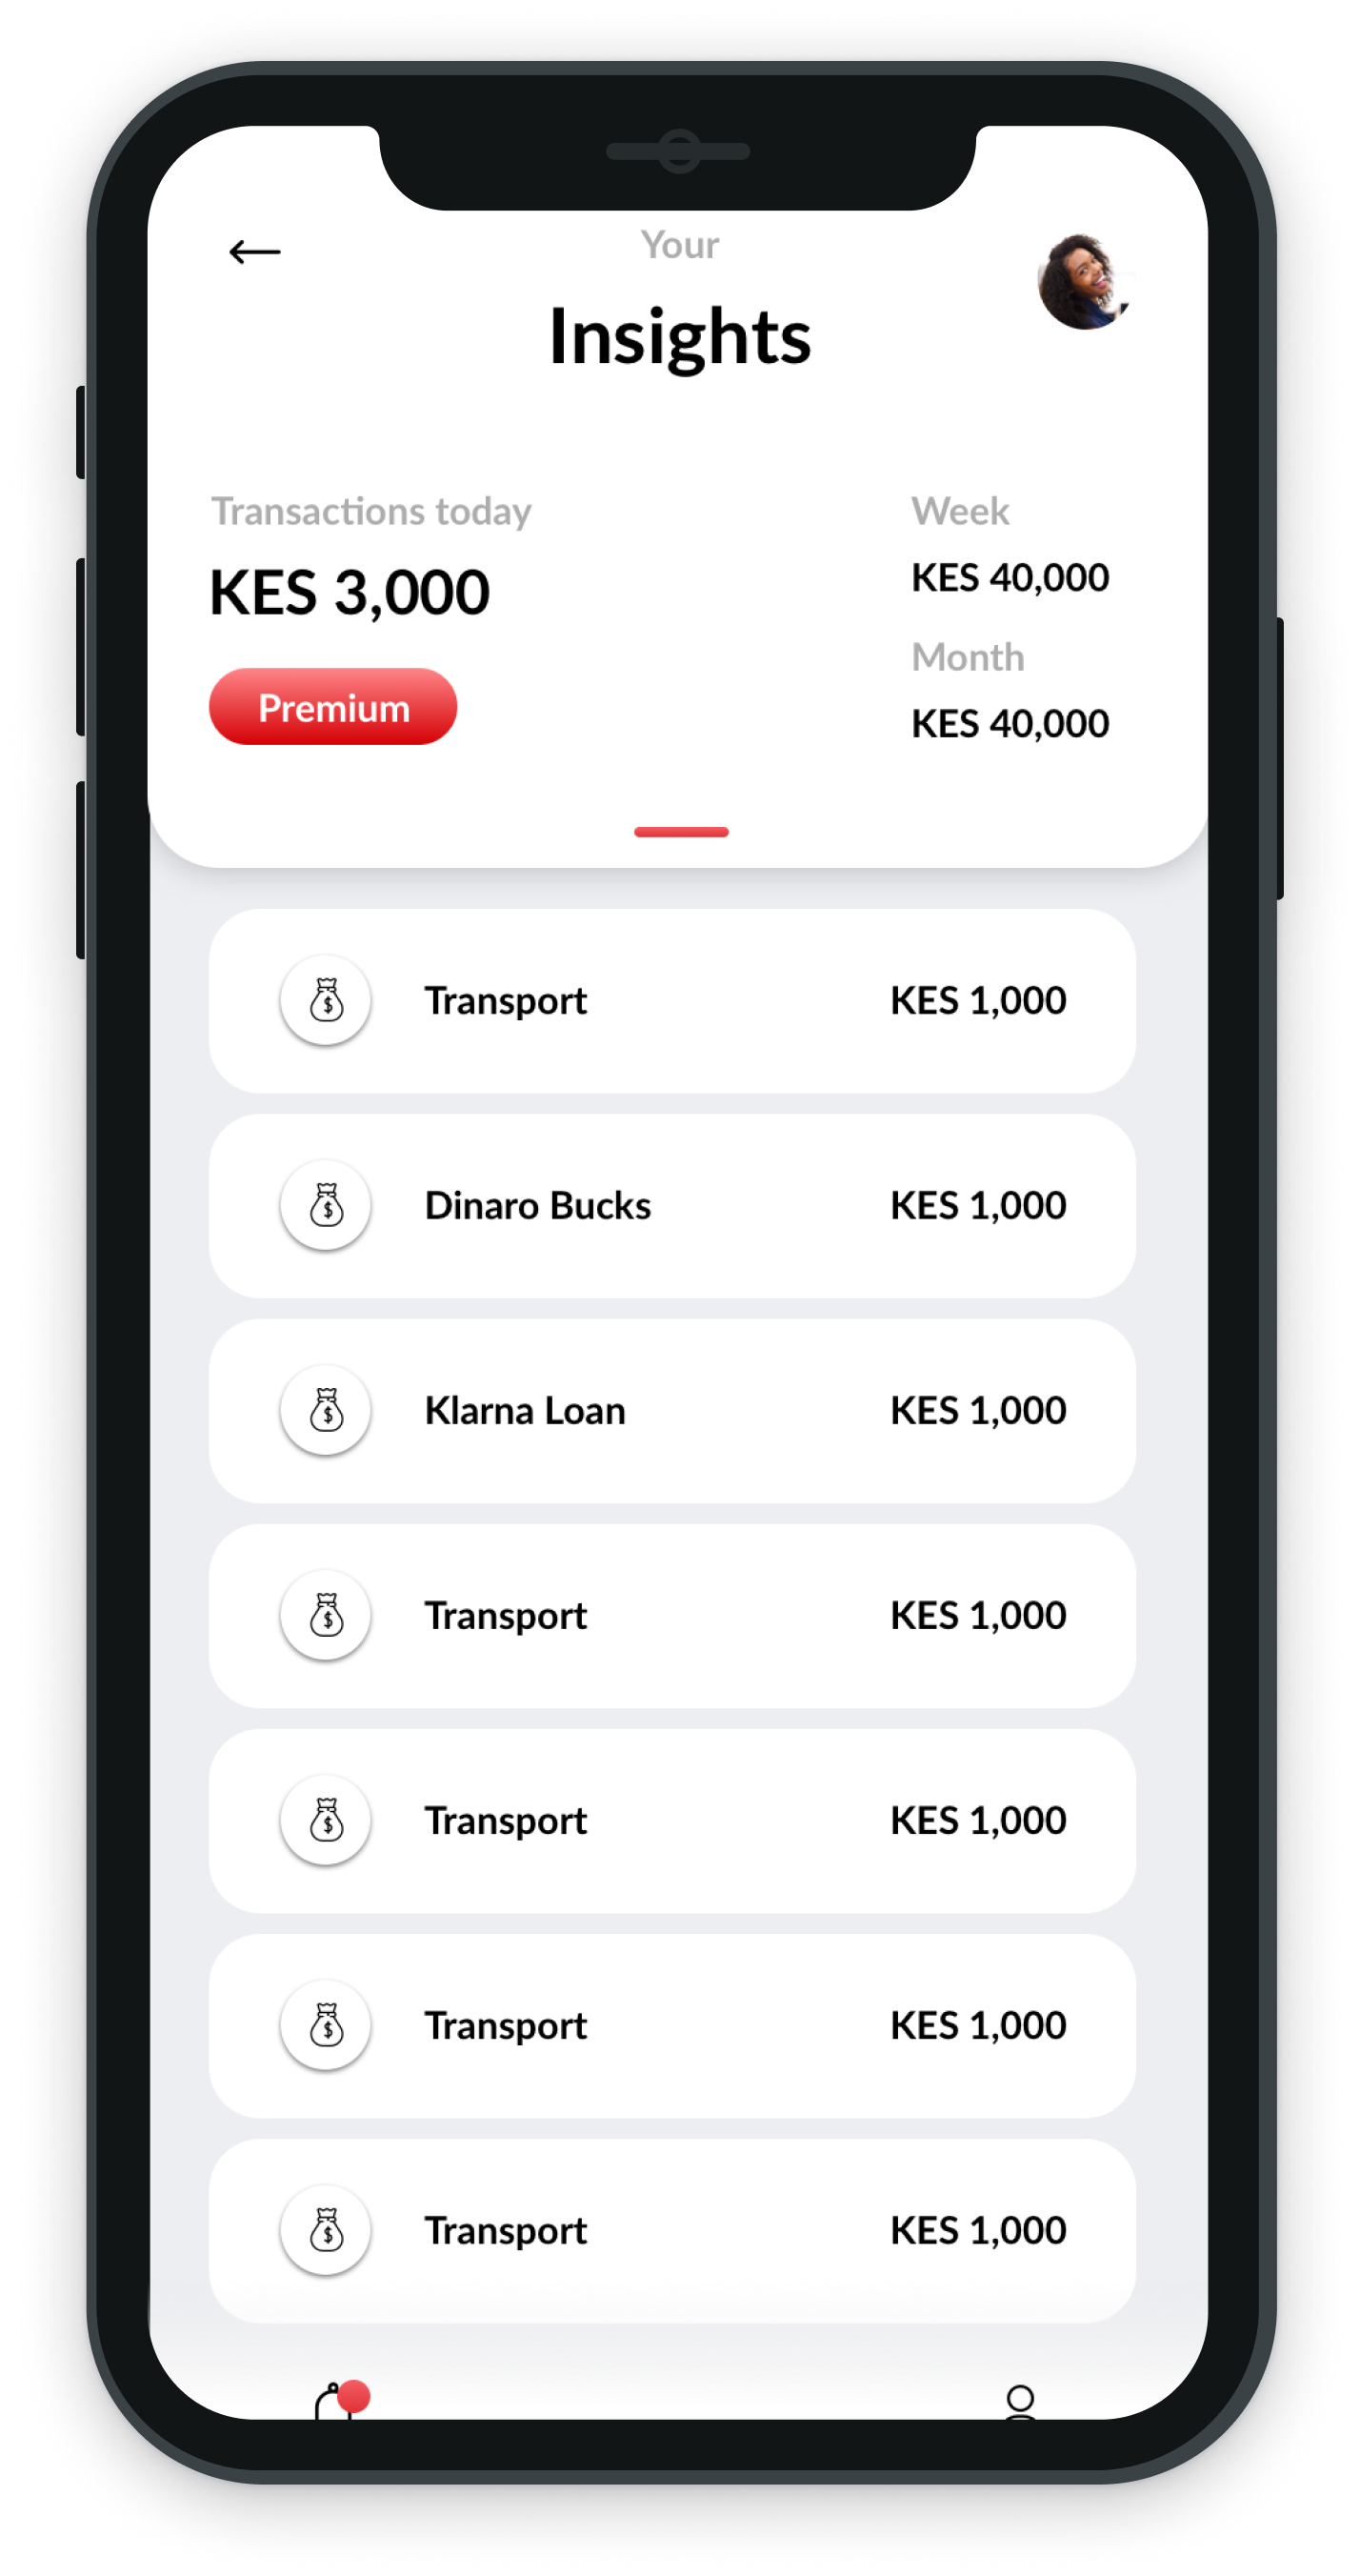 Your
Insights
Transactions today
KES 3,000
Premium
Week
KES 40,000
Month
KES 40,000
$ Transport KES 1,000
$ Dinaro Bucks KES 1,000
$ Klarna Loan KES 1,000
$ Transport KES 1,000
$ Transport KES 1,000
$ Transport KES 1,000
$ Transport KES 1,000